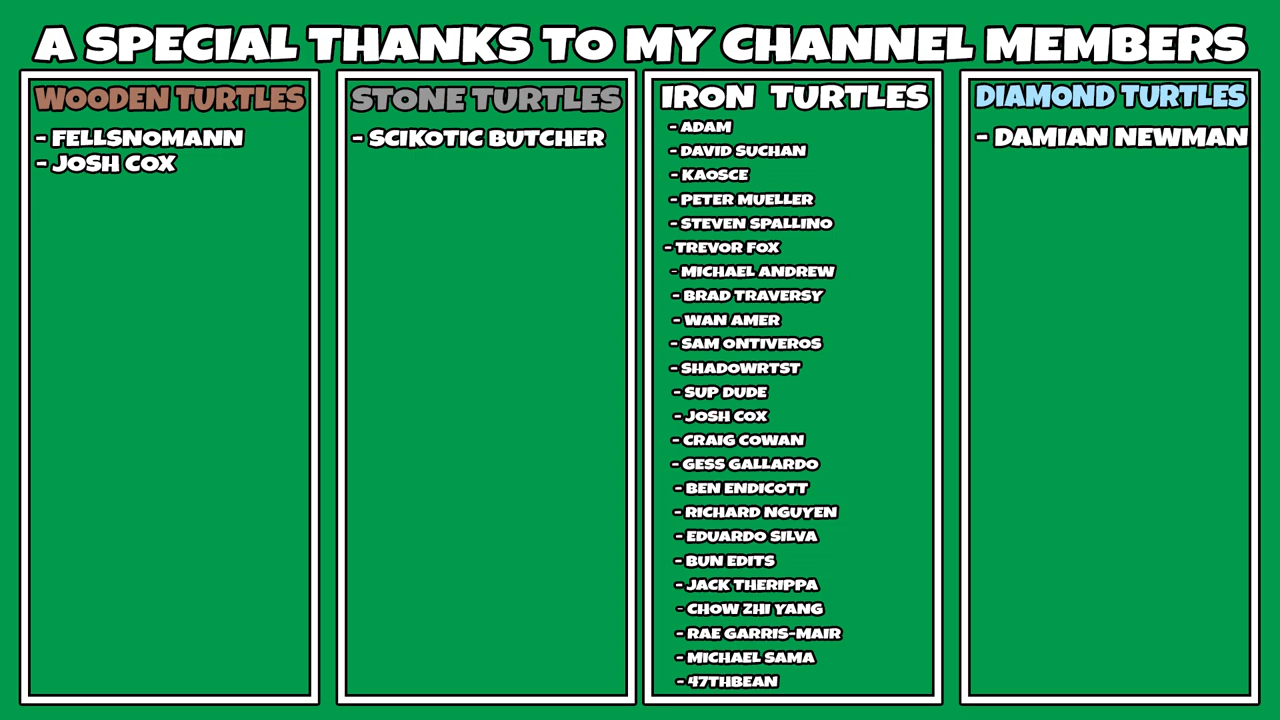 A SPECIAL THANKS TO MY CHANNEL MEMBERS
WOODEN TURTLES
- FELLSNOMANN
- JOSH COX
STONE TURTLES
- SCIKOTIC BUTCHER
IRON TURTLES
- ADAM
- DAVID SUCHAN
- KAOSCE
- PETER MUELLER
- STEVEN SPALLINO
- TREVOR FOX
- MICHAEL ANDREW
- BRAD TRAVERSY
- WAN AMER
- SAM ONTIVEROS
- SHADOWRTST
- SUP DUDE
- JOSH COX
- CRAIG COWAN
- GESS GALLARDO
- BEN ENDICOTT
- RICHARD NGUYEN
- EDUARDO SILVA
- BUN EDITS
- JACK THERIPPA
- CHOW ZHI YANG
- RAE GARRIS-MAIR
- MICHAEL SAMA
- 47THBEAN
DIAMOND TURTLES
- DAMIAN NEWMAN